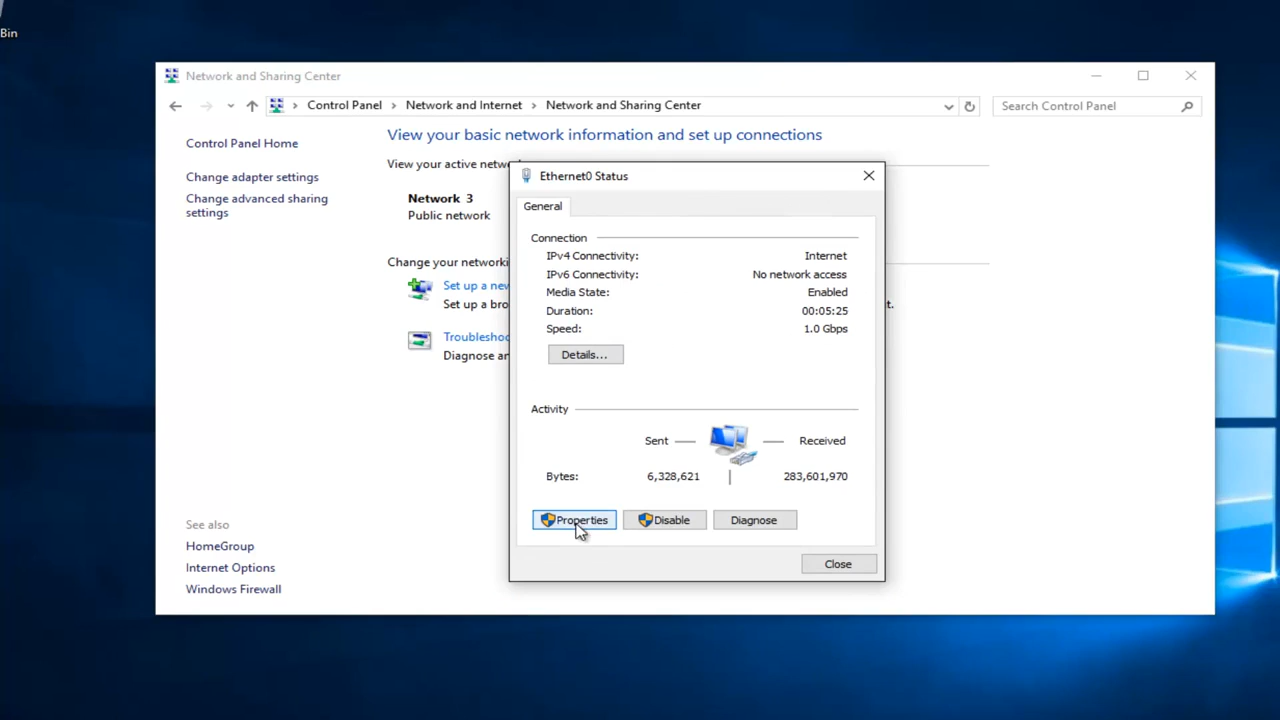 Bin
Network and Sharing Center
Control Panel > Network and Internet > Network and Sharing Center
Search Control Panel
Control Panel Home
Change adapter settings
Change advanced sharing
settings
See also
HomeGroup
Internet Options
Windows Firewall
View your basic network information and set up connections
View your active netw
Network 3
Public network
Change your networki
Set up a new
Set up a bro
t.
Troubleshoo
Diagnose an
Ethernet0 Status
General
Connection
IPv4 Connectivity: Internet
IPv6 Connectivity: No network access
Media State: Enabled
Duration: 00:05:25
Speed: 1.0 Gbps
Details...
Activity
Sent — — Received
Bytes: 6,328,621 | 283,601,970
Properties Disable Diagnose
Close